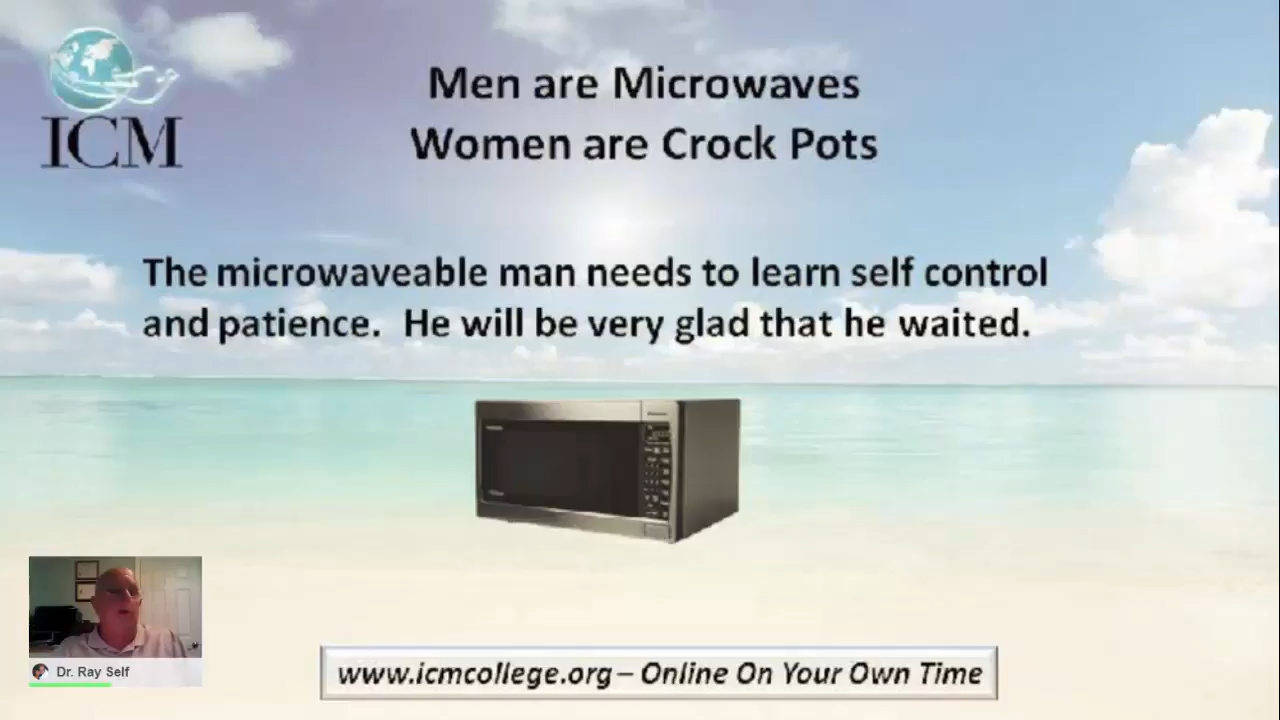 ICM
Men are Microwaves
Women are Crock Pots
The microwaveable man needs to learn self control
and patience.  He will be very glad that he waited.
Dr. Ray Self
www.icmcollege.org – Online On Your Own Time